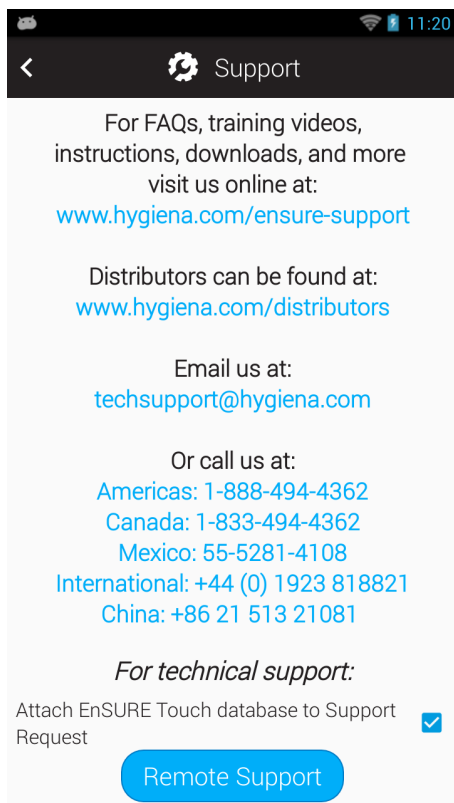 11:20
Support
For FAQs, training videos,
instructions, downloads, and more
visit us online at:
www.hygiena.com/ensure-support
Distributors can be found at:
www.hygiena.com/distributors
Email us at:
techsupport@hygiena.com
Or call us at:
Americas: 1-888-494-4362
Canada: 1-833-494-4362
Mexico: 55-5281-4108
International: +44 (0) 1923 818821
China: +86 21 513 21081
For technical support:
Attach EnSURE Touch database to Support
Request
Remote Support